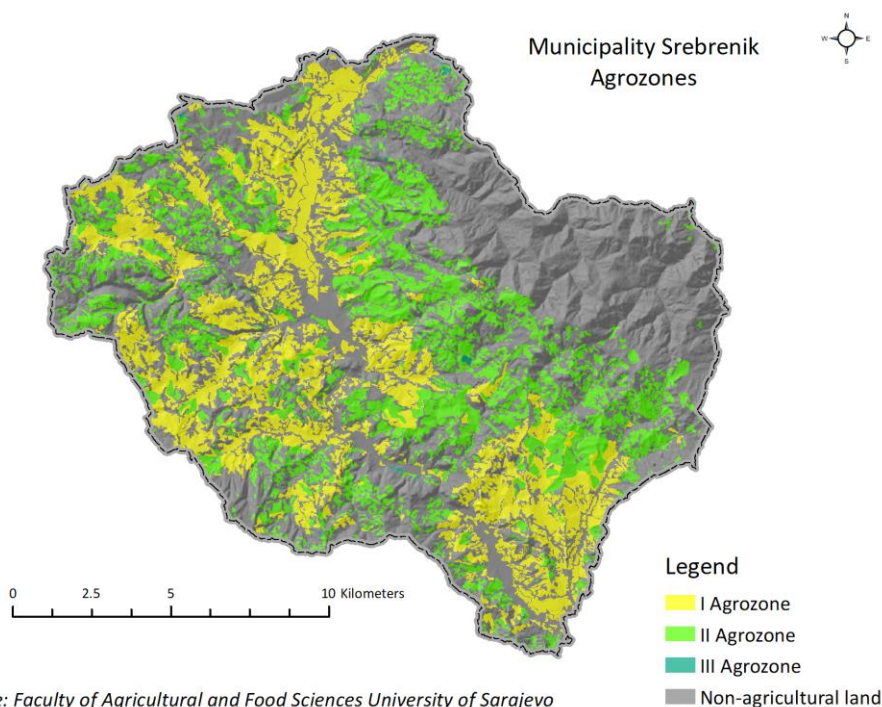 Municipality Srebrenik
Agrozones
N
W E
S
0 2.5 5 10 Kilometers
Legend
I Agrozone
II Agrozone
III Agrozone
Non-agricultural land
e: Faculty of Agricultural and Food Sciences University of Sarajevo